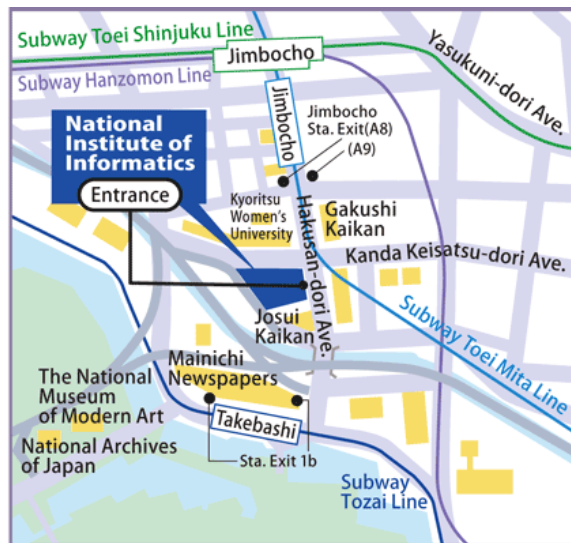 Subway Toei Shinjuku Line
Jimbocho
Yasukuni-dori Ave.
Subway Hanzomon Line
Jimbocho
Jimbocho
Sta. Exit(A8)
(A9)
National
Institute of
Informatics
Entrance
Kyoritsu
Women's
University
Hakusan-dori Ave.
Gakushi
Kaikan
Kanda Keisatsu-dori Ave.
Josui
Kaikan
Subway Toei Mita Line
Mainichi
Newspapers
The National
Museum
of Modern Art
Takebashi
National Archives
of Japan
Sta. Exit 1b
Subway
Tozai Line